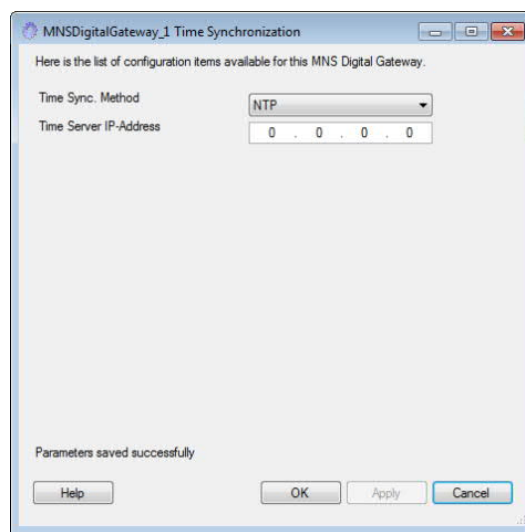 MNSDigitalGateway_1 Time Synchronization
Here is the list of configuration items available for this MNS Digital Gateway.
Time Sync. Method
NTP
Time Server IP-Address
0 . 0 . 0 . 0
Parameters saved successfully
Help OK Apply Cancel